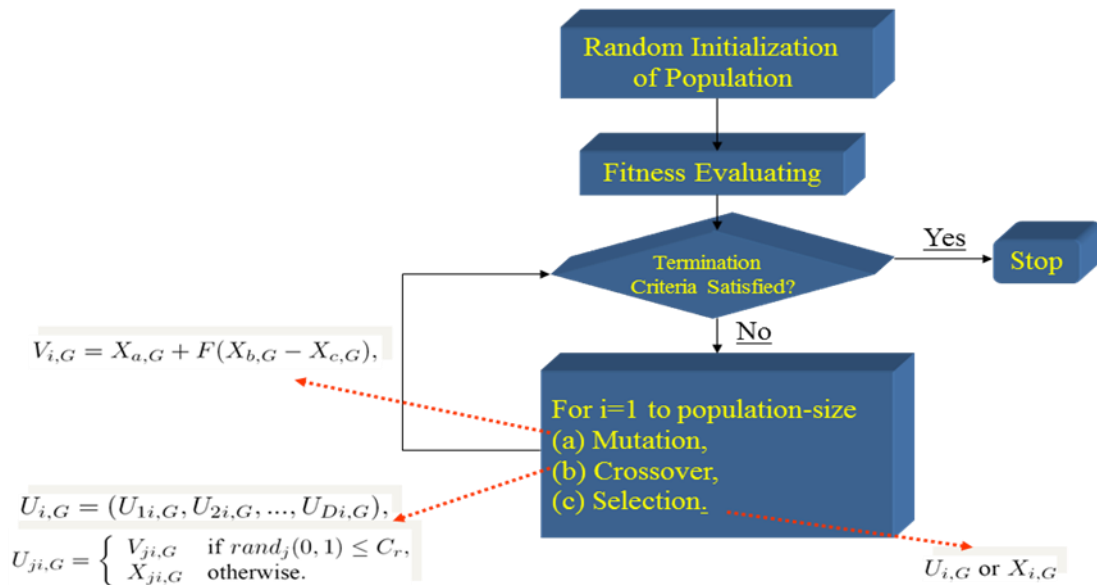 Random Initialization
of Population
Fitness Evaluating
Termination
Criteria Satisfied?
Yes
Stop
No
V_{i,G} = X_{a,G} + F(X_{b,G} − X_{c,G}),
For i=1 to population-size
(a) Mutation,
(b) Crossover,
(c) Selection.
U_{i,G} = (U_{1i,G}, U_{2i,G}, ..., U_{Di,G}),
U_{ji,G} = { V_{ji,G} if rand_j(0, 1) ≤ C_r,
X_{ji,G} otherwise.
U_{i,G} or X_{i,G}